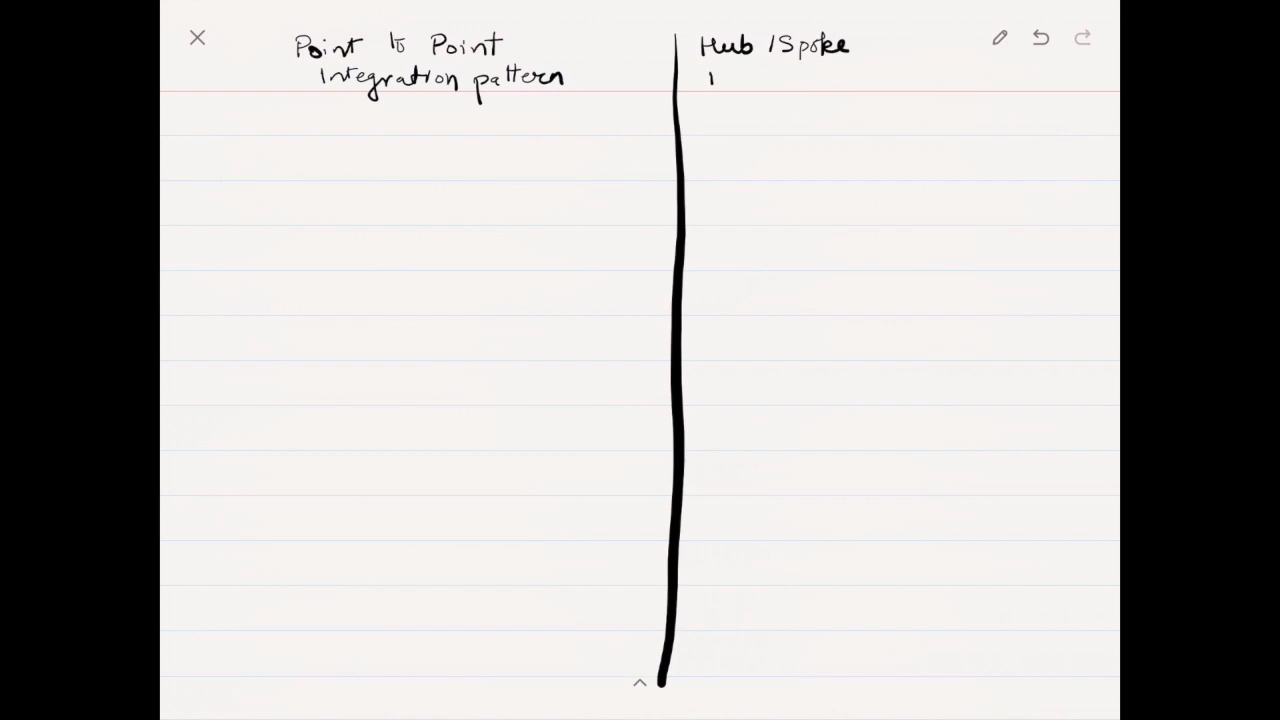 Point to Point
Integration pattern
Hub / Spoke
I